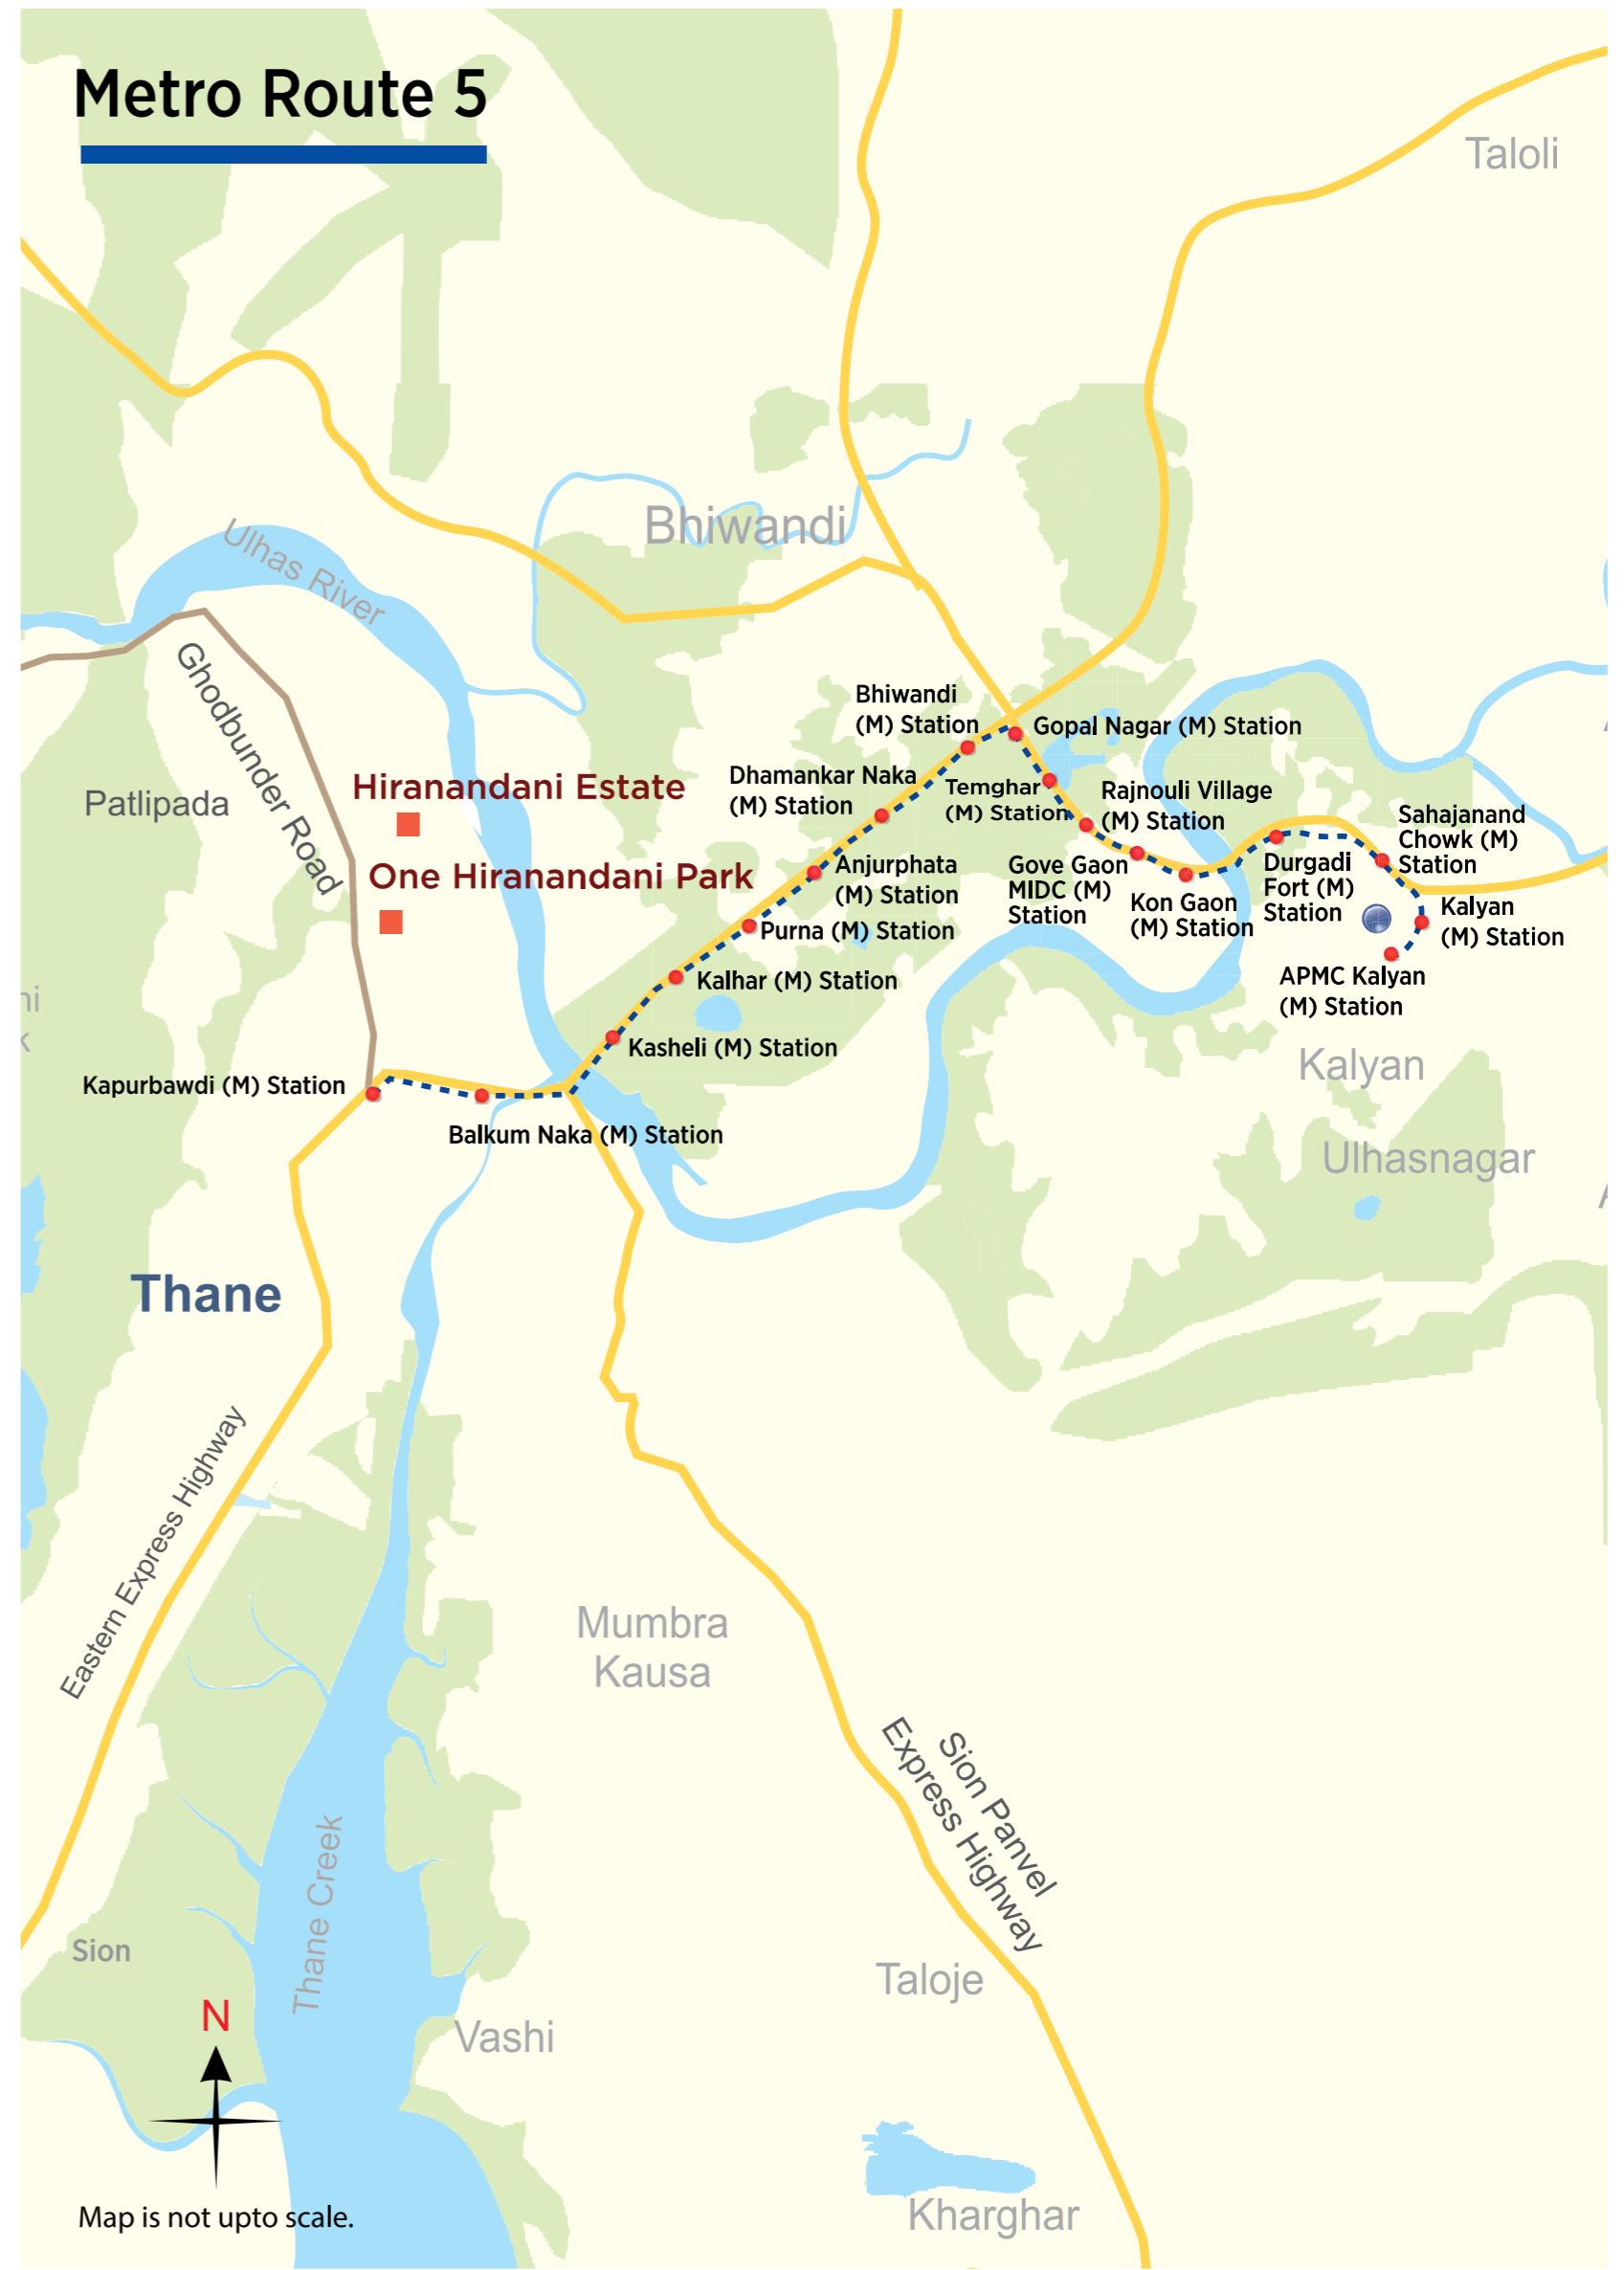 Metro Route 5
Taloli
Bhiwandi
Ulhas River
Ghodbunder Road
Patlipada
Hiranandani Estate
One Hiranandani Park
Bhiwandi
(M) Station
Gopal Nagar (M) Station
Dhamankar Naka
(M) Station
Temghar
(M) Station
Rajnouli Village
(M) Station
Sahajanand
Chowk (M)
Station
Anjurphata
(M) Station
Gove Gaon
MIDC (M)
Station
Durgadi
Fort (M)
Station
Kon Gaon
(M) Station
Kalyan
(M) Station
Purna (M) Station
Kalhar (M) Station
APMC Kalyan
(M) Station
hi
k
Kasheli (M) Station
Kalyan
Kapurbawdi (M) Station
Balkum Naka (M) Station
Ulhasnagar
Thane
Eastern Express Highway
Mumbra
Kausa
Sion Panvel
Express Highway
Thane Creek
Sion
Taloje
N
Vashi
Kharghar
Map is not upto scale.